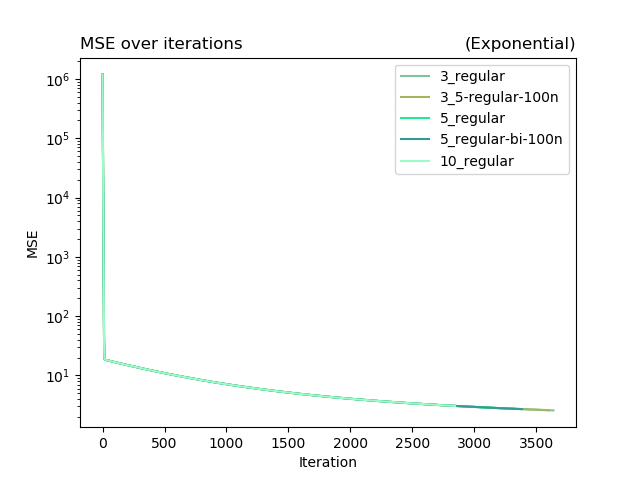 MSE over iterations (Exponential)
10^6
10^5
10^4
10^3
10^2
10^1
MSE
3_regular
3_5-regular-100n
5_regular
5_regular-bi-100n
10_regular
0 500 1000 1500 2000 2500 3000 3500
Iteration